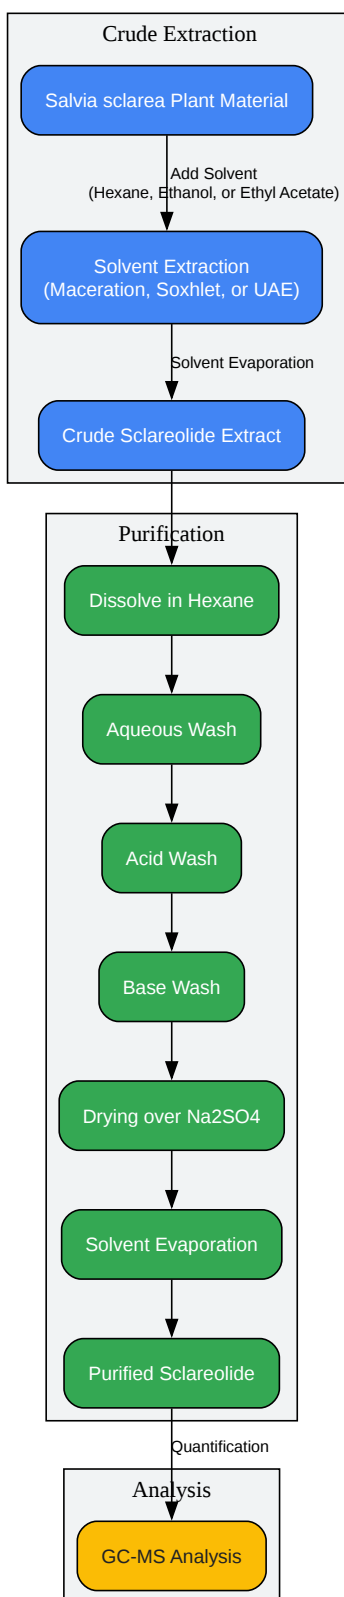 Crude Extraction
Salvia sclarea Plant Material
Add Solvent
(Hexane, Ethanol, or Ethyl Acetate)
Solvent Extraction
(Maceration, Soxhlet, or UAE)
Solvent Evaporation
Crude Sclareolide Extract
Purification
Dissolve in Hexane
Aqueous Wash
Acid Wash
Base Wash
Drying over Na2SO4
Solvent Evaporation
Purified Sclareolide
Quantification
Analysis
GC-MS Analysis